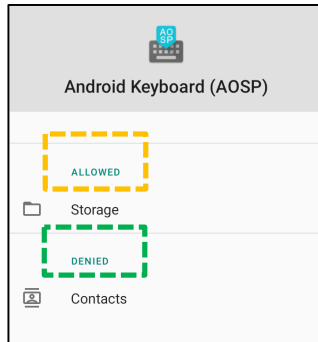 AO
SP
Android Keyboard (AOSP)
ALLOWED
Storage
DENIED
Contacts